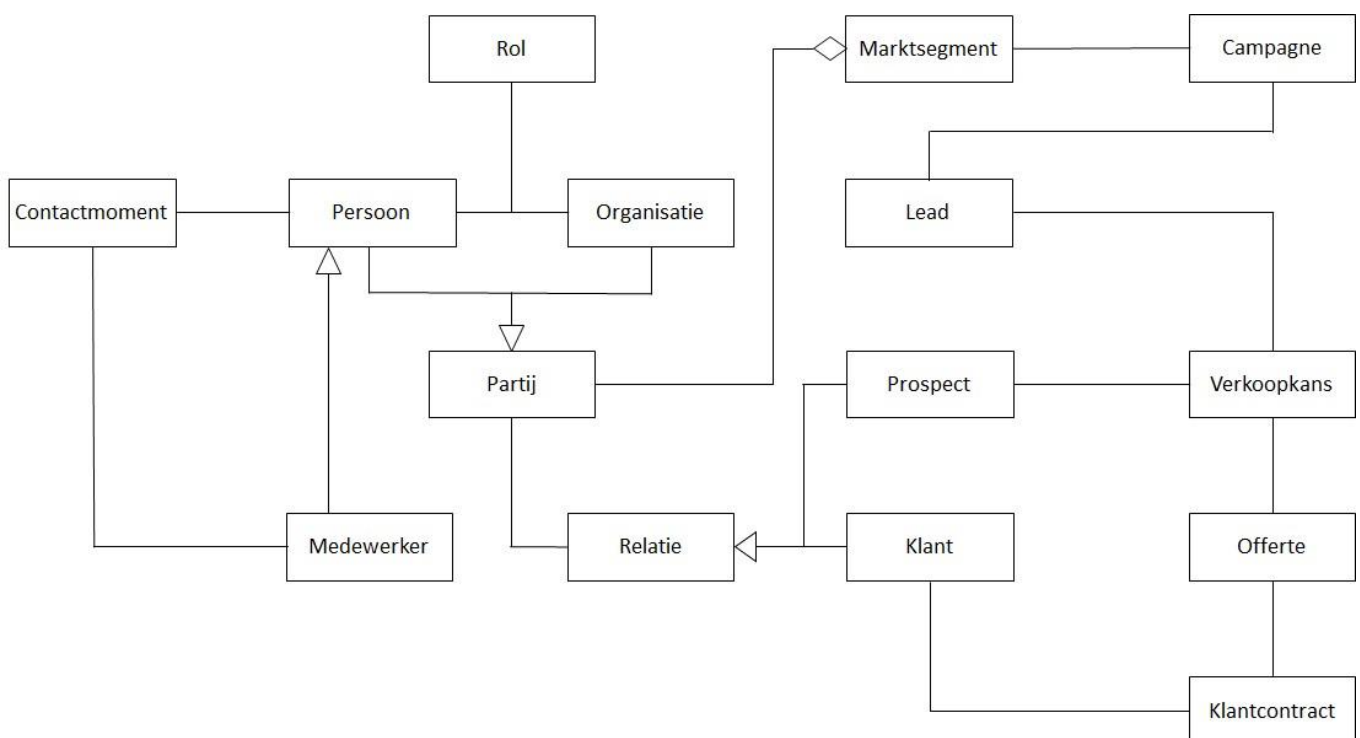 Rol
Marktsegment
Campagne
Contactmoment
Persoon
Organisatie
Lead
Partij
Prospect
Verkoopkans
Medewerker
Relatie
Klant
Offerte
Klantcontract